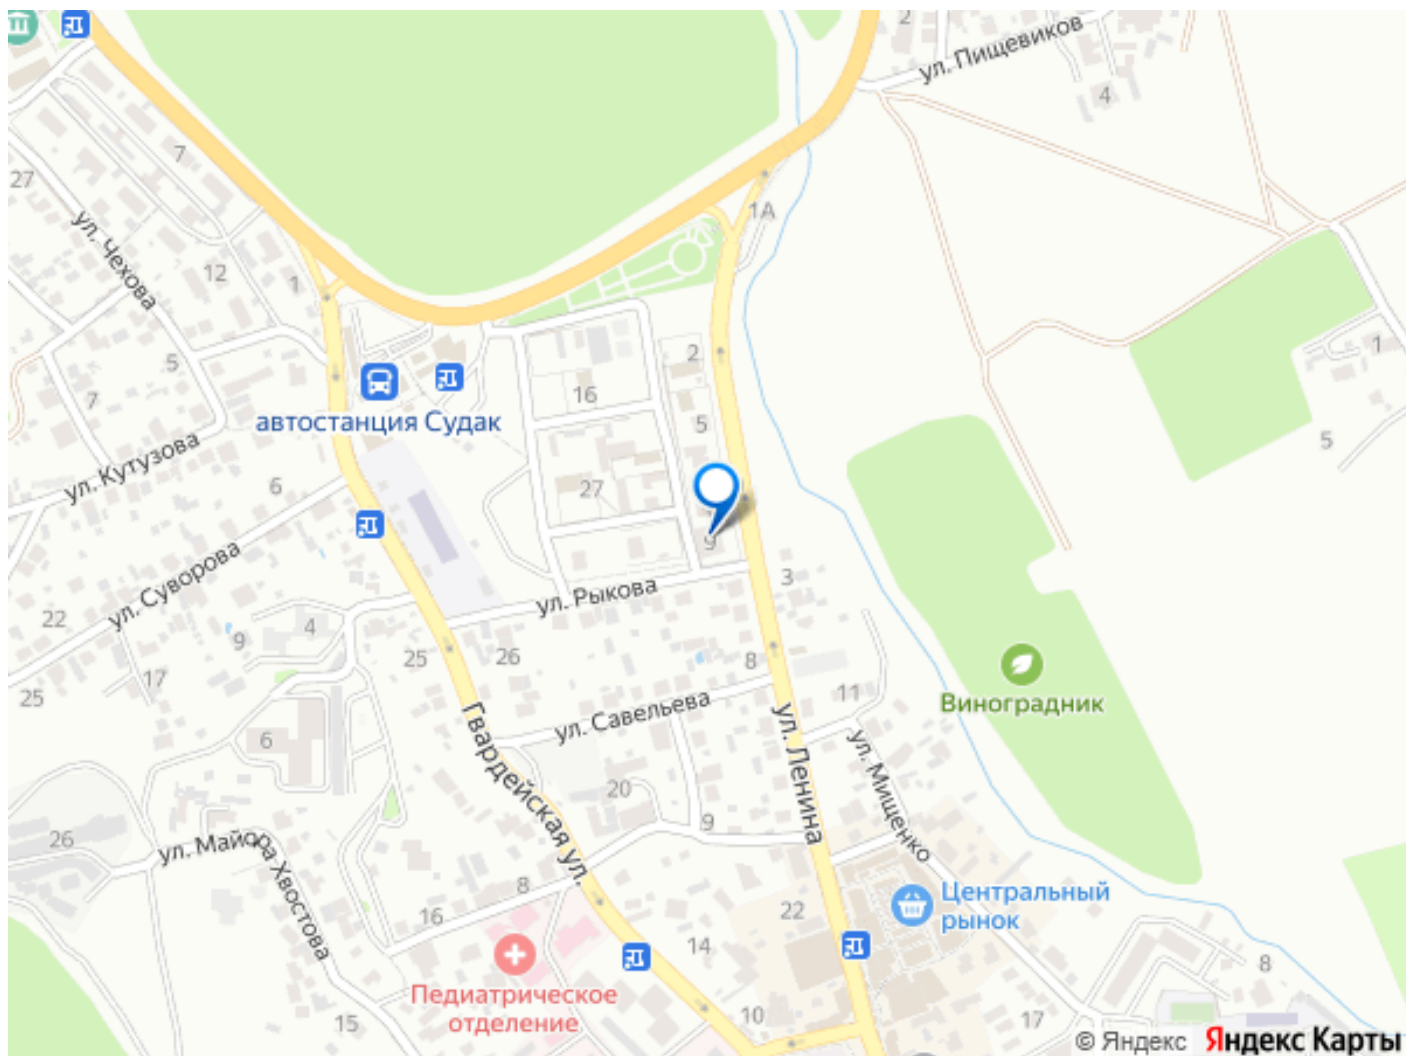 2
ул. Пищевиков
4
7
27
ул. Чехова
1А
12
1
2
5
16
1
7
автостанция Судак
5
5
ул. Кутузова
6
27
9
ул. Суворова
ул. Рыкова
3
22
4
9
25
26
8
17
25
11
Виноградник
ул. Савельева
ул. Ленина
Гвардейская ул.
6
ул. Мищенко
20
9
26
ул. Майора Хвостова
8
16
22
Центральный
рынок
14
Педиатрическое
отделение
8
15
10
17
© Яндекс Яндекс Карты